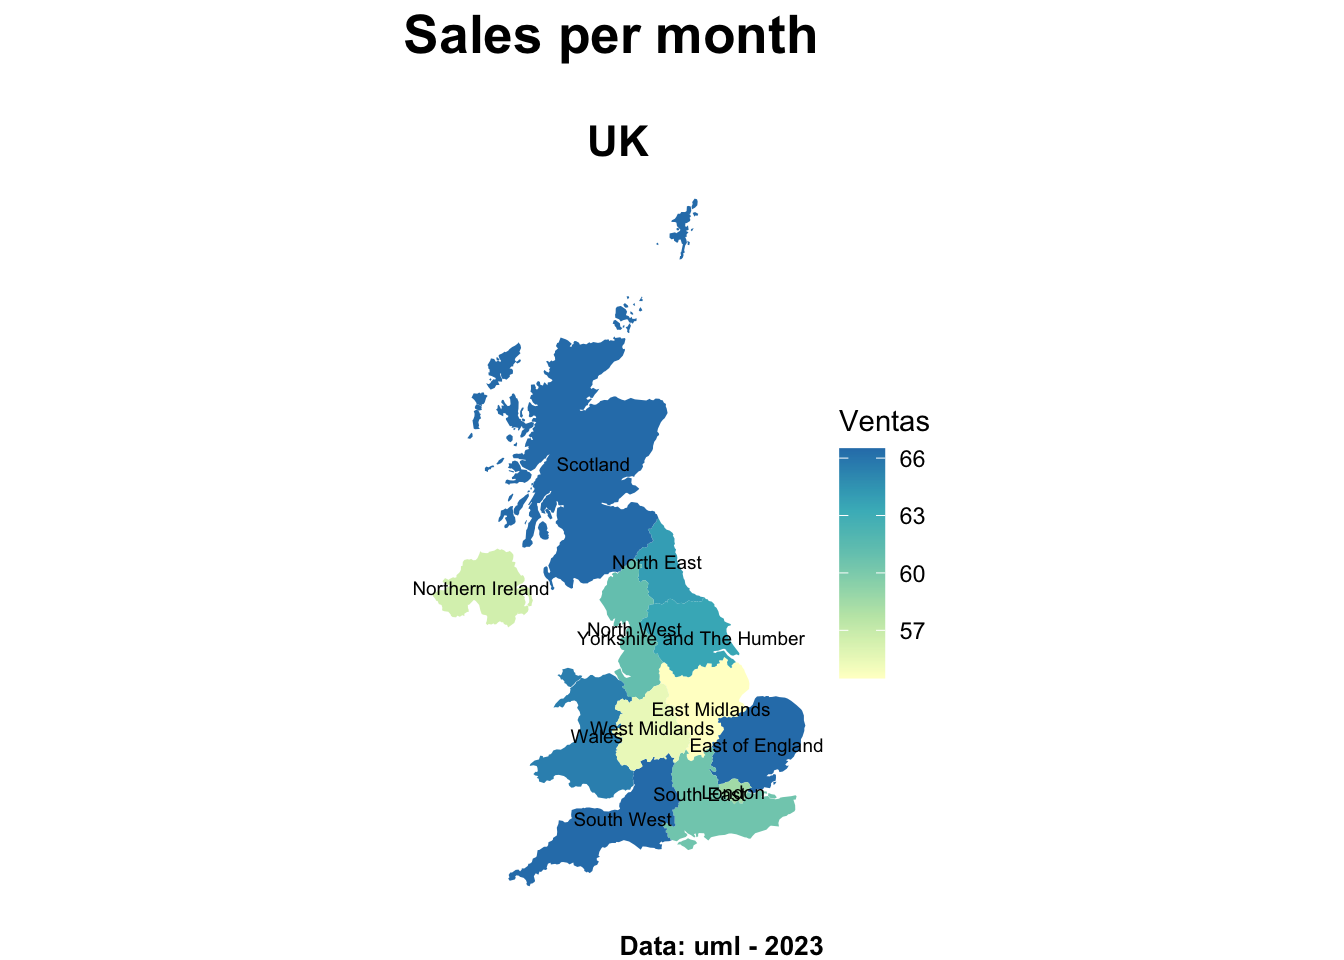 Sales per month
UK
Ventas
66
63
60
57
Scotland
North East
Northern Ireland
North West
Yorkshire and The Humber
East Midlands
West Midlands
Wales
East of England
South East
London
South West
Data: uml - 2023